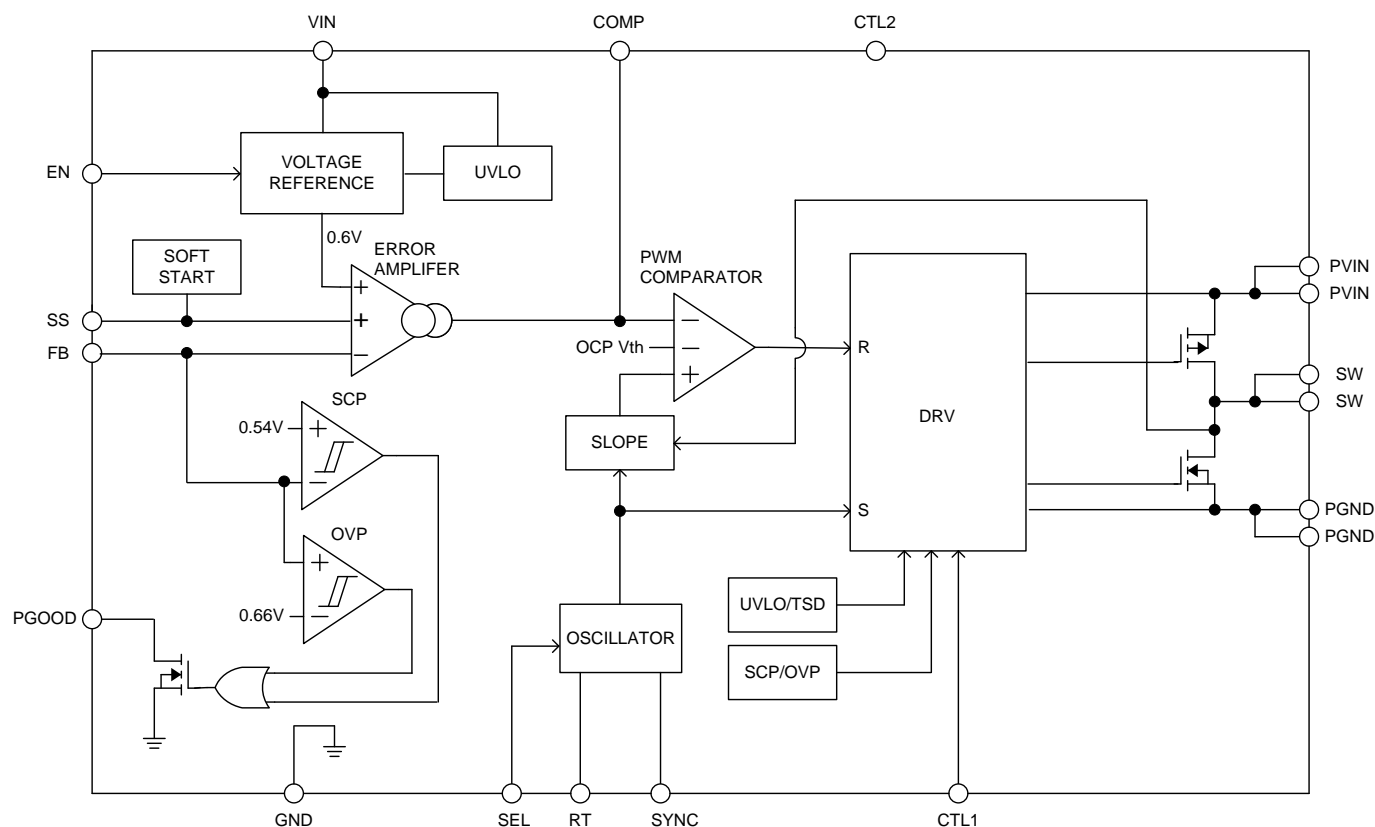 VIN
COMP
CTL2
EN
VOLTAGE
REFERENCE
UVLO
0.6V
SOFT
START
ERROR
AMPLIFER
PWM
COMPARATOR
PVIN
PVIN
SS
FB
+
+
−
−
OCP Vth
−
+
R
DRV
SW
SW
SCP
0.54V
+
−
SLOPE
S
PGND
PGND
OVP
+
0.66V
−
PGOOD
OSCILLATOR
UVLO/TSD
SCP/OVP
GND
SEL
RT
SYNC
CTL1